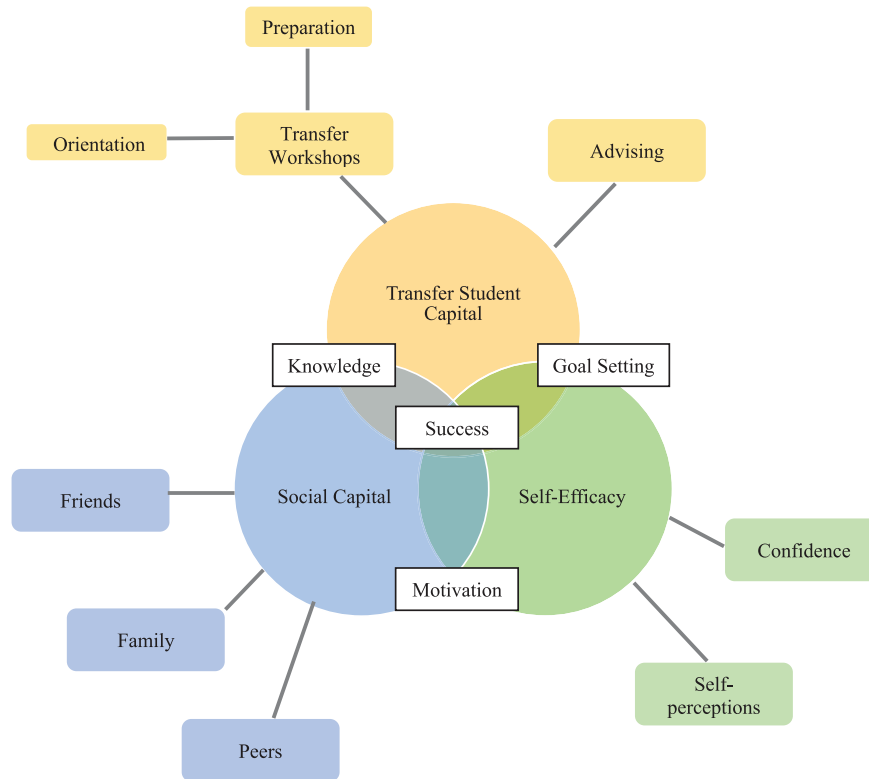 Preparation
Orientation
Transfer
Workshops
Advising
Transfer Student
Capital
Knowledge
Goal Setting
Success
Friends
Social Capital
Self-Efficacy
Confidence
Motivation
Family
Self-
perceptions
Peers